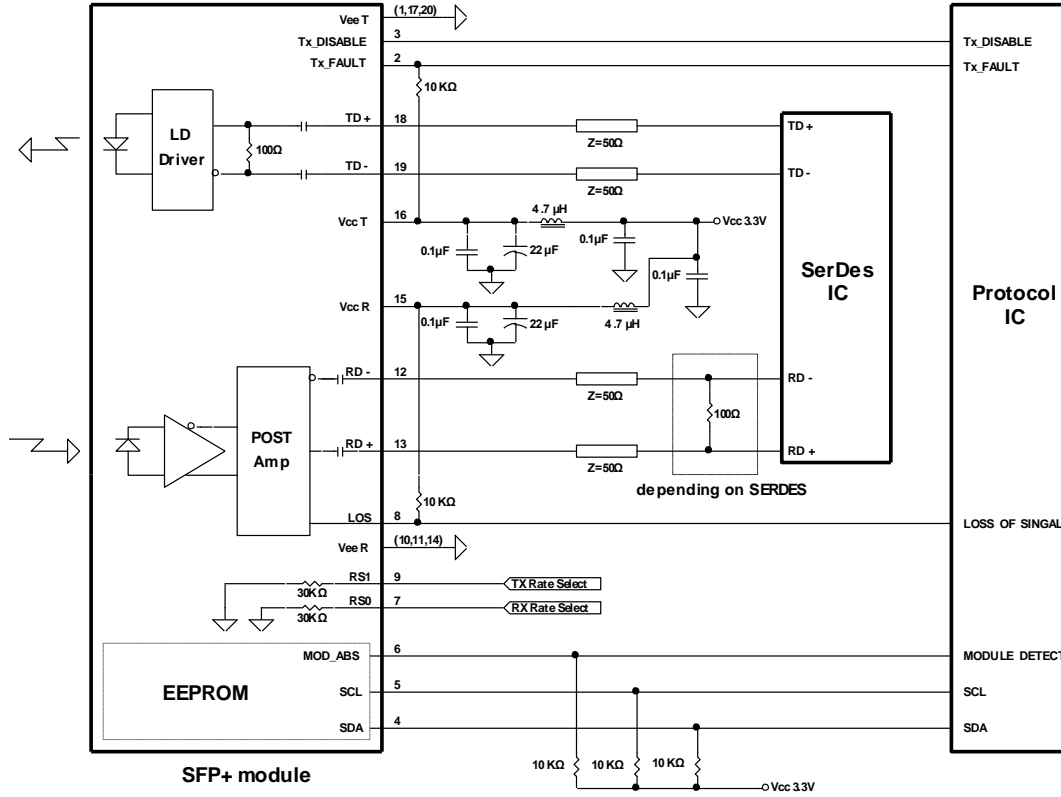 Vee T (1,17,20)
Tx_DISABLE 3 Tx_DISABLE
Tx_FAULT 2 Tx_FAULT
10 KΩ
LD
Driver
100Ω
TD + 18 TD +
Z=50Ω
TD - 19 TD -
Z=50Ω
4.7 µH
Vcc T 16 Vcc 3.3V
0.1µF 22 µF 0.1µF
0.1µF
SerDes
IC
Protocol
IC
Vcc R 15
0.1µF 22 µF 4.7 µH
RD - 12 RD -
Z=50Ω
100Ω
POST
Amp
RD + 13 RD +
Z=50Ω
depending on SERDES
10 KΩ
LOS 8 LOSS OF SINGAL
Vee R (10,11,14)
RS1 9 TX Rate Select
30KΩ
RS0 7 RX Rate Select
30KΩ
MOD_ABS 6 MODULE DETECT
EEPROM
SCL 5 SCL
SDA 4 SDA
10 KΩ 10 KΩ 10 KΩ
SFP+ module
Vcc 3.3V